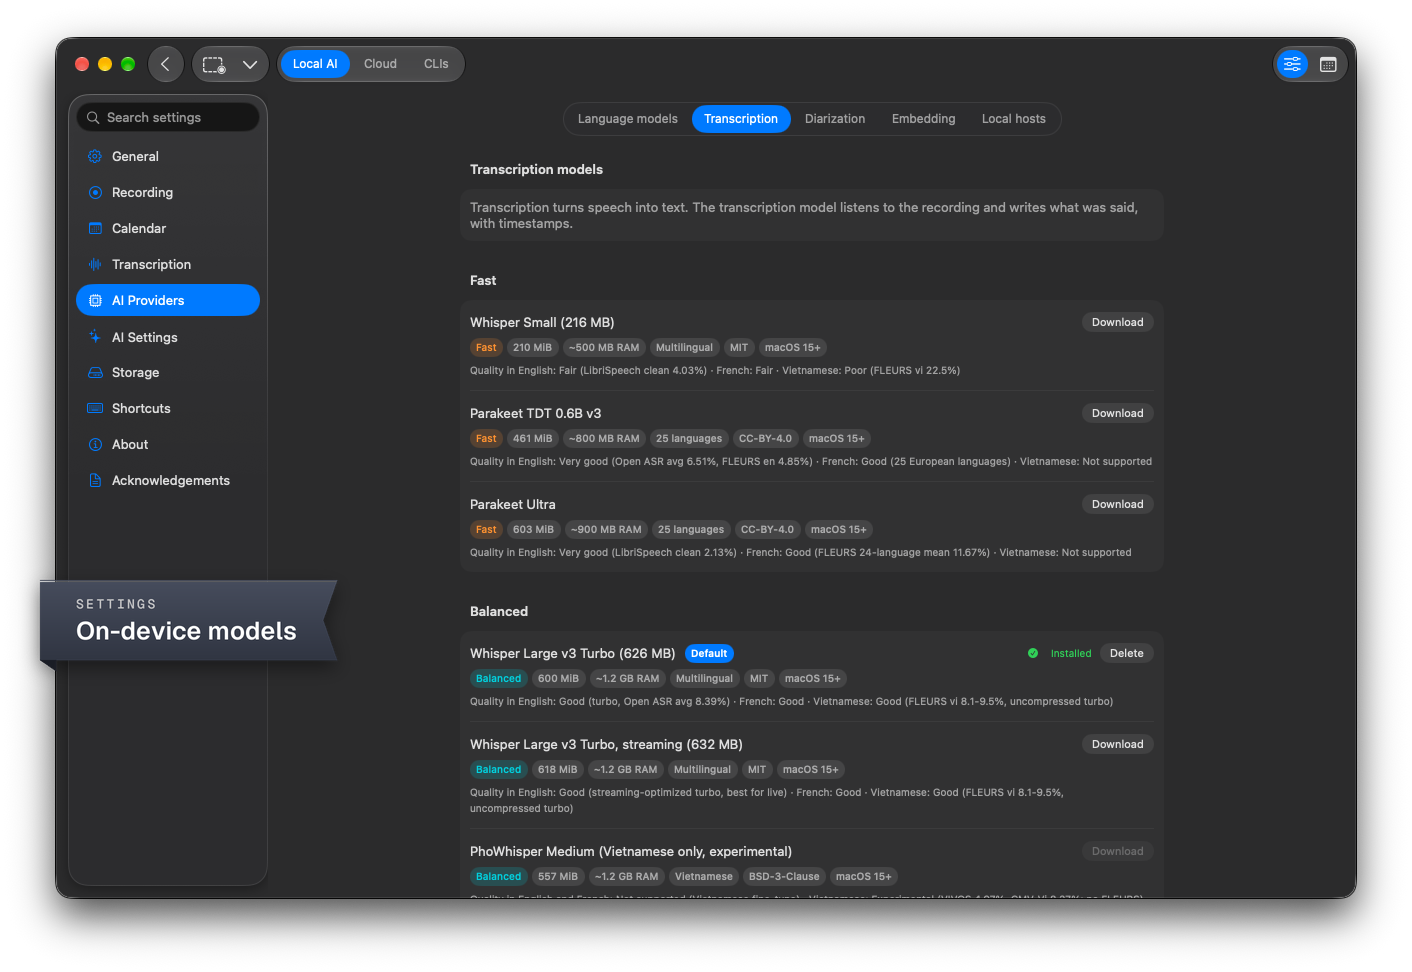 Local AI
Cloud
CLIs
Search settings
General
Recording
Calendar
Transcription
AI Providers
AI Settings
Storage
Shortcuts
About
Acknowledgements
SETTINGS
On-device models
Language models
Transcription
Diarization
Embedding
Local hosts
Transcription models
Transcription turns speech into text. The transcription model listens to the recording and writes what was said,
with timestamps.
Fast
Whisper Small (216 MB)
Download
Fast 210 MiB ~500 MB RAM Multilingual MIT macOS 15+
Quality in English: Fair (LibriSpeech clean 4.03%) · French: Fair · Vietnamese: Poor (FLEURS vi 22.5%)
Parakeet TDT 0.6B v3
Download
Fast 461 MiB ~800 MB RAM 25 languages CC-BY-4.0 macOS 15+
Quality in English: Very good (Open ASR avg 6.51%, FLEURS en 4.85%) · French: Good (25 European languages) · Vietnamese: Not supported
Parakeet Ultra
Download
Fast 603 MiB ~900 MB RAM 25 languages CC-BY-4.0 macOS 15+
Quality in English: Very good (LibriSpeech clean 2.13%) · French: Good (FLEURS 24-language mean 11.67%) · Vietnamese: Not supported
Balanced
Whisper Large v3 Turbo (626 MB) Default
Installed Delete
Balanced 600 MiB ~1.2 GB RAM Multilingual MIT macOS 15+
Quality in English: Good (turbo, Open ASR avg 8.39%) · French: Good · Vietnamese: Good (FLEURS vi 8.1-9.5%, uncompressed turbo)
Whisper Large v3 Turbo, streaming (632 MB)
Download
Balanced 618 MiB ~1.2 GB RAM Multilingual MIT macOS 15+
Quality in English: Good (streaming-optimized turbo, best for live) · French: Good · Vietnamese: Good (FLEURS vi 8.1-9.5%,
uncompressed turbo)
PhoWhisper Medium (Vietnamese only, experimental)
Download
Balanced 557 MiB ~1.2 GB RAM Vietnamese BSD-3-Clause macOS 15+